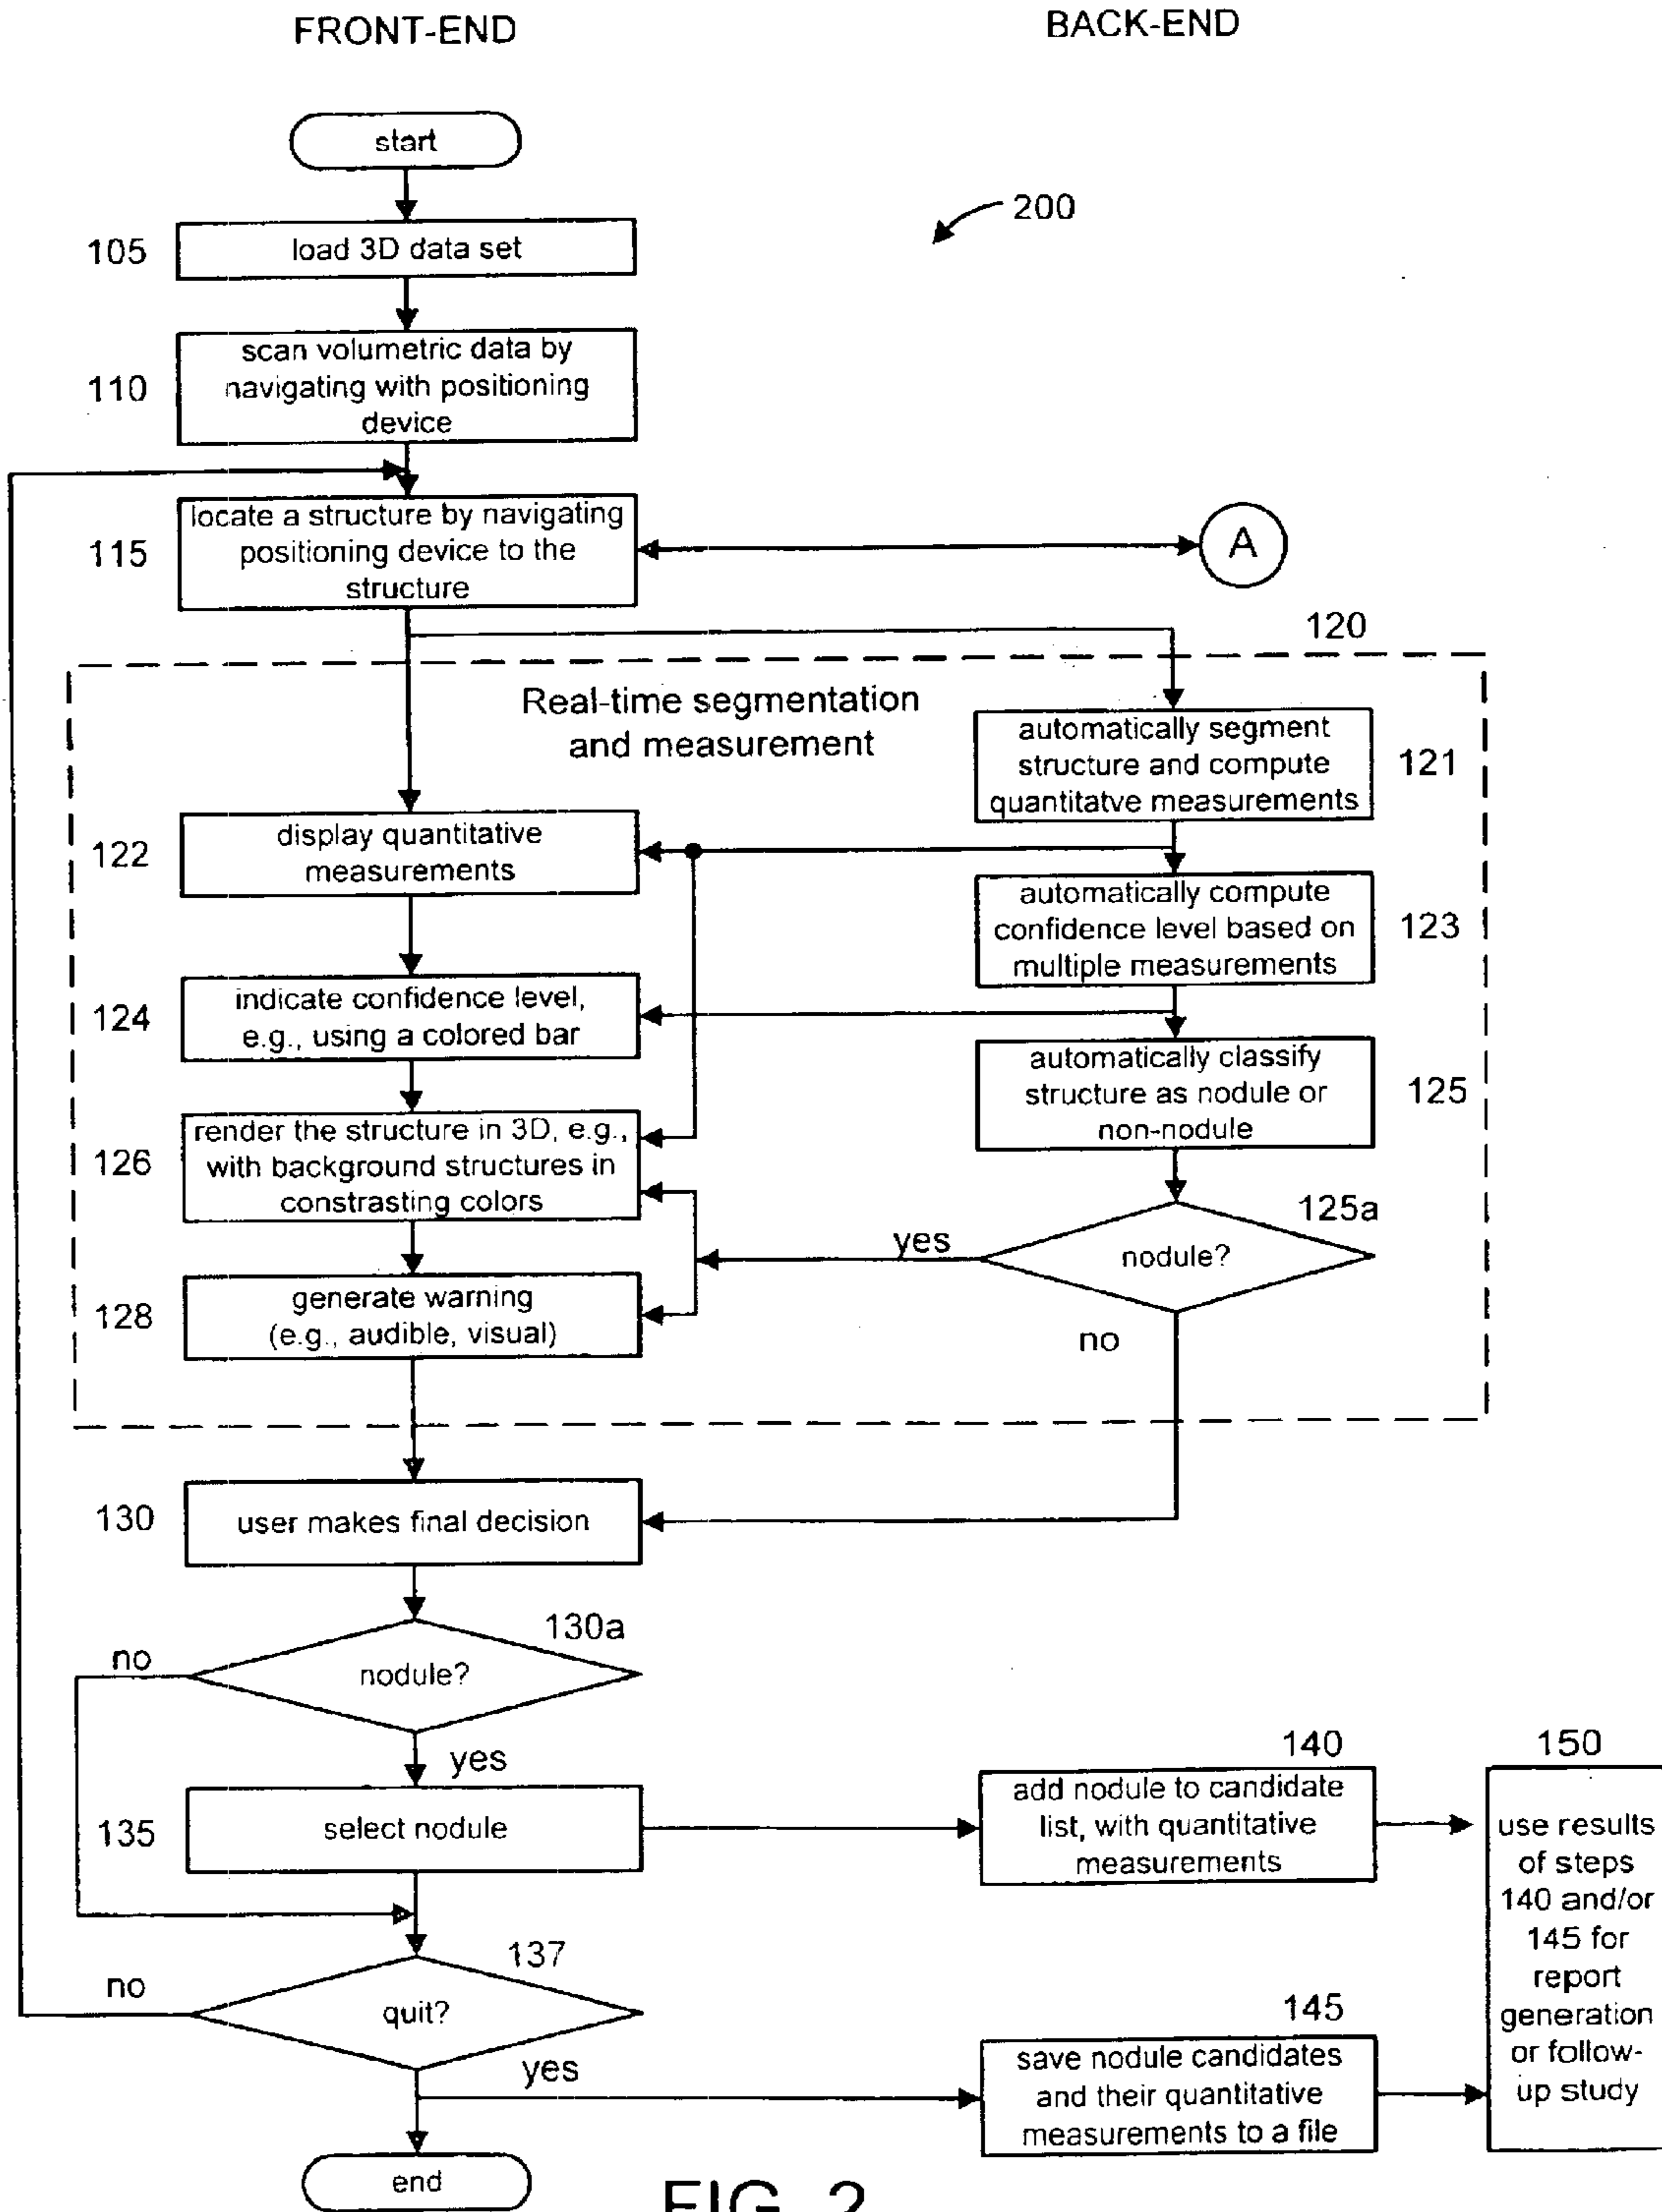 FRONT-END
BACK-END
start
200
105
load 3D data set
110
scan volumetric data by
navigating with positioning
device
115
locate a structure by navigating
positioning device to the
structure
A
120
Real-time segmentation
and measurement
automatically segment
structure and compute
quantitatve measurements
121
122
display quantitative
measurements
automatically compute
confidence level based on
multiple measurements
123
124
indicate confidence level,
e.g., using a colored bar
automatically classify
structure as nodule or
non-nodule
125
126
render the structure in 3D, e.g.,
with background structures in
constrasting colors
125a
yes
nodule?
128
generate warning
(e.g., audible, visual)
no
130
user makes final decision
130a
no
nodule?
yes
140
150
135
select nodule
add nodule to candidate
list, with quantitative
measurements
use results
of steps
140 and/or
145 for
report
generation
or follow-
up study
137
no
quit?
145
yes
save nodule candidates
and their quantitative
measurements to a file
end
FIG. 2